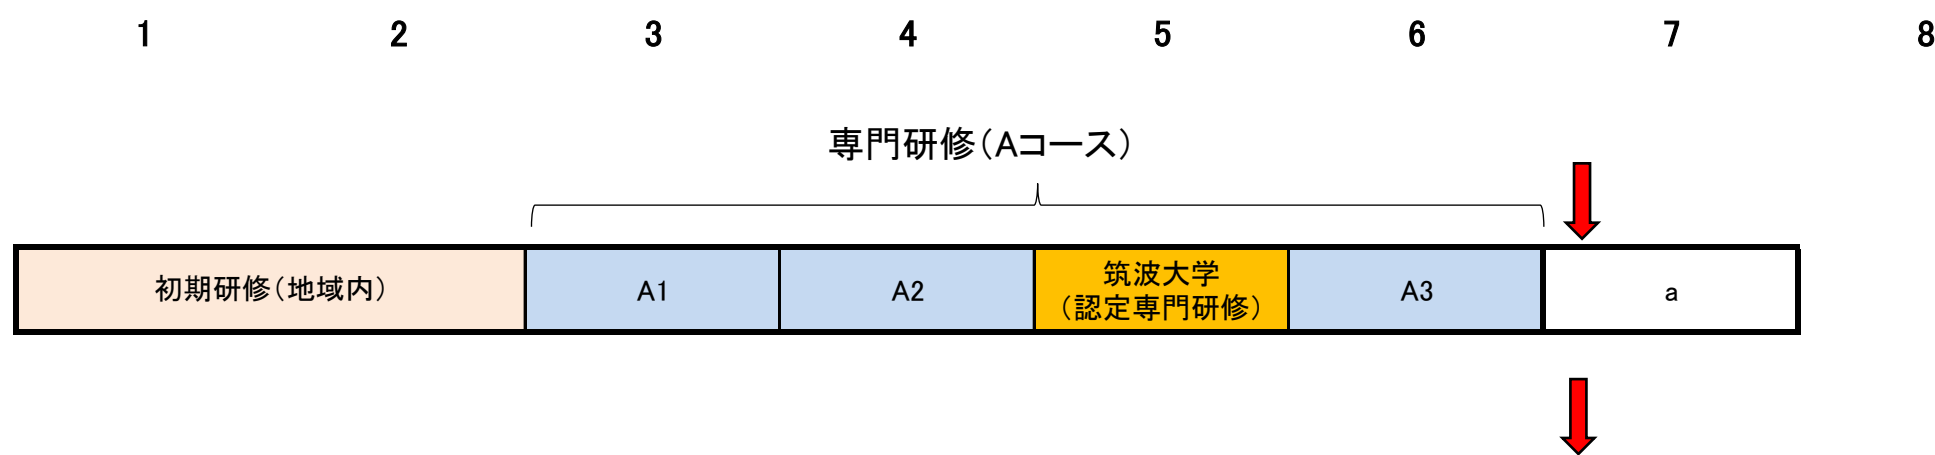 1 2 3 4 5 6 7 8
専門研修（Aコース）
初期研修（地域内） A1 A2 筑波大学 A3 a
（認定専門研修）